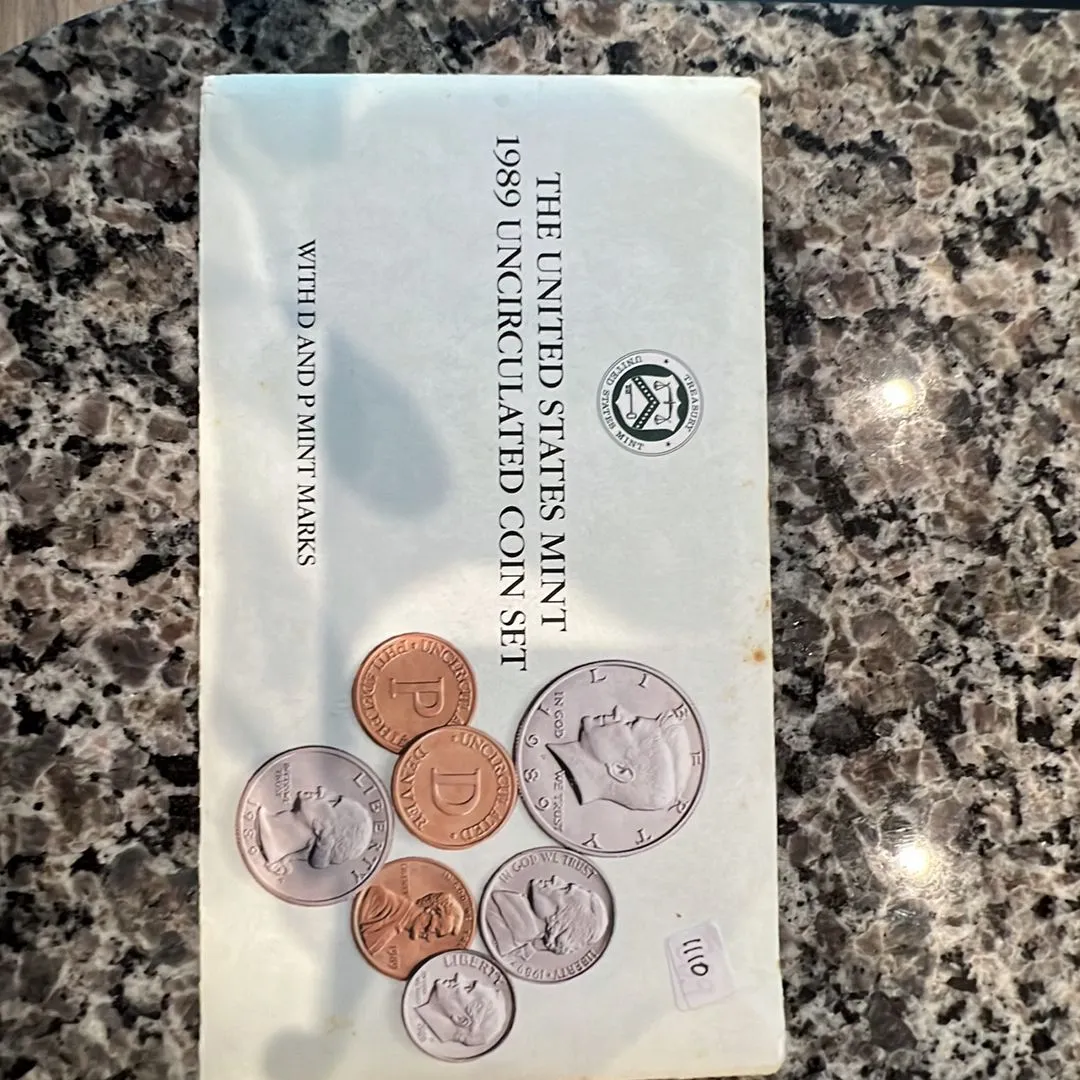 TREASURY
UNITED STATES MINT
THE UNITED STATES MINT
1989 UNCIRCULATED COIN SET
WITH D AND P MINT MARKS
LIBERTY
IN GOD WE TRUST
1989
UNCIRCULATED
P
UNCIRCULATED
D
DENVER
LIBERTY
IN GOD WE TRUST
LIBERTY • 1989
LIBERTY
1989
LIBERTY
1110